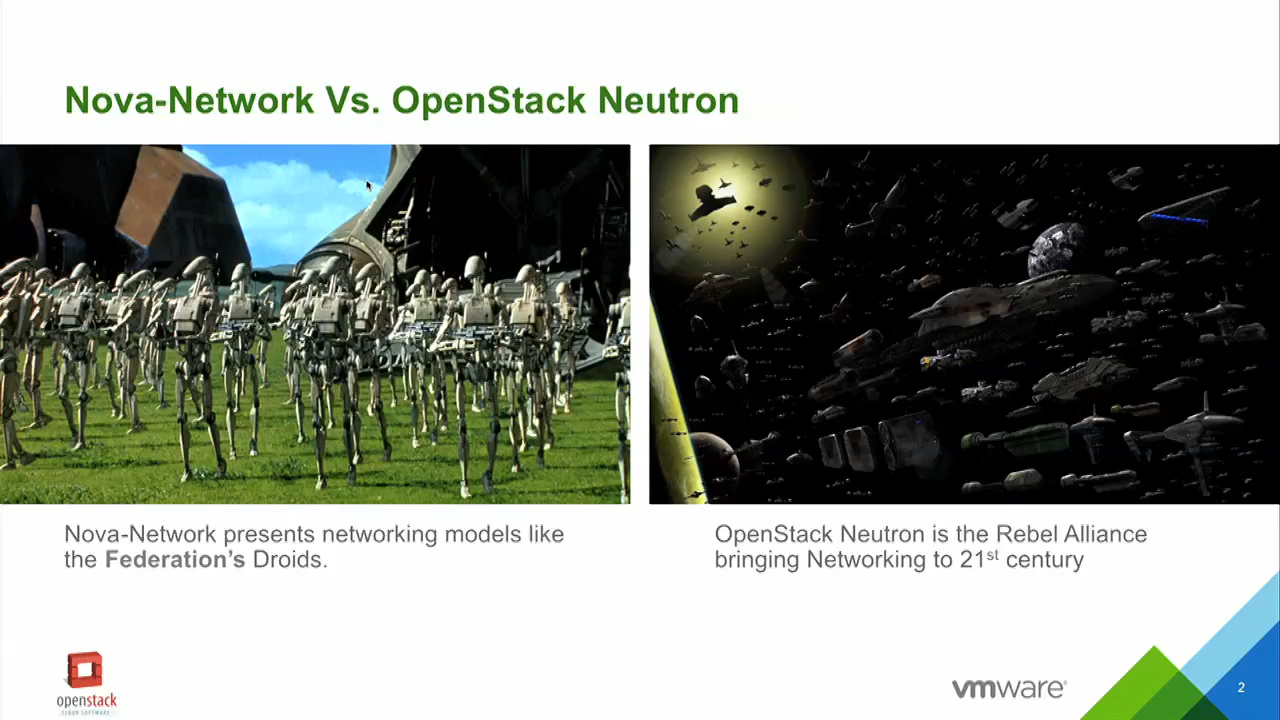 Nova-Network Vs. OpenStack Neutron
Nova-Network presents networking models like
the Federation’s Droids.
OpenStack Neutron is the Rebel Alliance
bringing Networking to 21st century
openstack
CLOUD SOFTWARE
vmware®
2